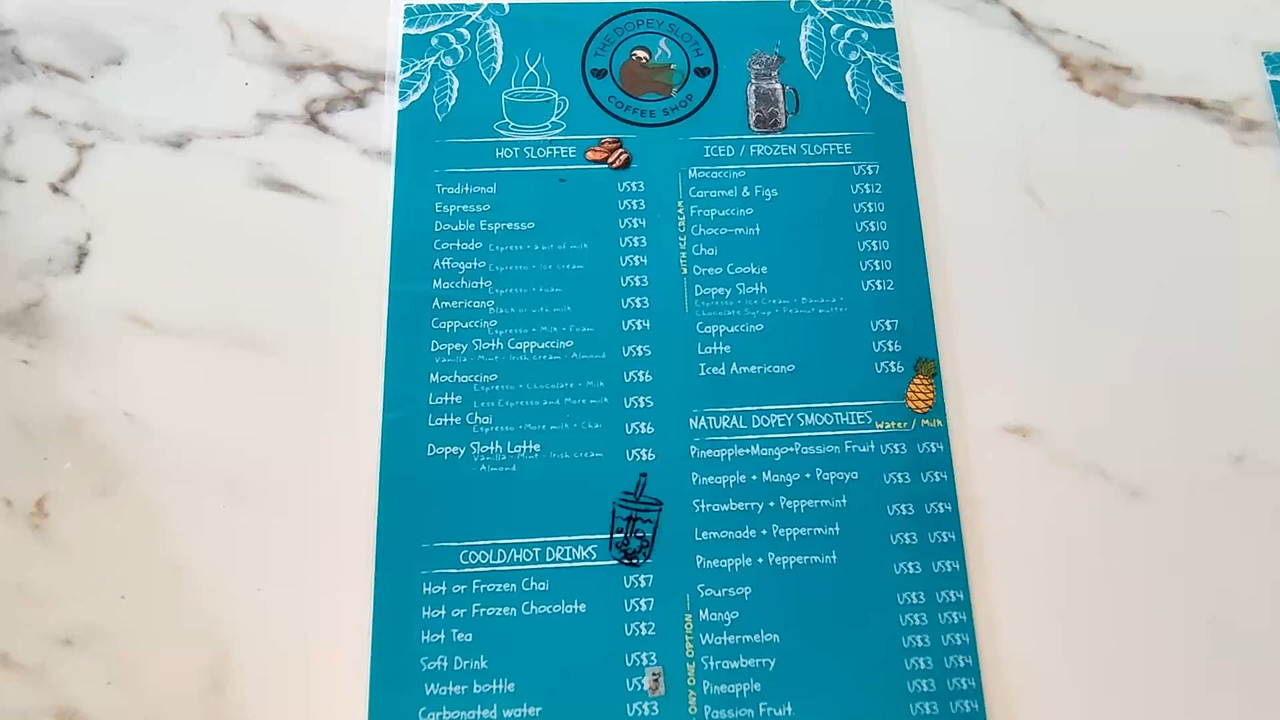 THE DOPEY SLOTH
COFFEE SHOP
HOT SLOFFEE
Traditional US$3
Espresso US$3
Double Espresso US$4
Cortado Espress + a bit of milk US$3
Affogato Espresso + Ice cream US$4
Macchiato Espresso + foam US$3
Americano Black or with milk US$3
Cappuccino Espresso + Milk + Foam US$4
Dopey Sloth Cappuccino US$5
Vanilla - Mint - Irish cream - Almond
Mochaccino US$6
Espresso + Chocolate + Milk
Latte Less Espresso and More milk US$5
Latte Chai US$6
Espresso + More milk + Chai
Dopey Sloth Latte US$6
Vanilla - Mint - Irish cream
- Almond
COOLD/HOT DRINKS
Hot or Frozen Chai US$7
Hot or Frozen Chocolate US$7
Hot Tea US$2
Soft Drink US$3
Water bottle US
Carbonated water US$3
ICED / FROZEN SLOFFEE
WITH ICE CREAM
Mocaccino US$7
Caramel & Figs US$12
Frapuccino US$10
Choco-mint US$10
Chai US$10
Oreo Cookie US$10
Dopey Sloth US$12
Espresso + Ice Cream + Banana +
Chocolate Syrup + Peanut butter
Cappuccino US$7
Latte US$6
Iced Americano US$6
NATURAL DOPEY SMOOTHIES Water / Milk
Pineapple+Mango+Passion Fruit US$3 US$4
Pineapple + Mango + Papaya US$3 US$4
Strawberry + Peppermint US$3 US$4
Lemonade + Peppermint US$3 US$4
Pineapple + Peppermint US$3 US$4
ONY ONE OPTION
Soursop US$3 US$4
Mango US$3 US$4
Watermelon US$3 US$4
Strawberry US$3 US$4
Pineapple US$3 US$4
Passion Fruit. US$3 US$4